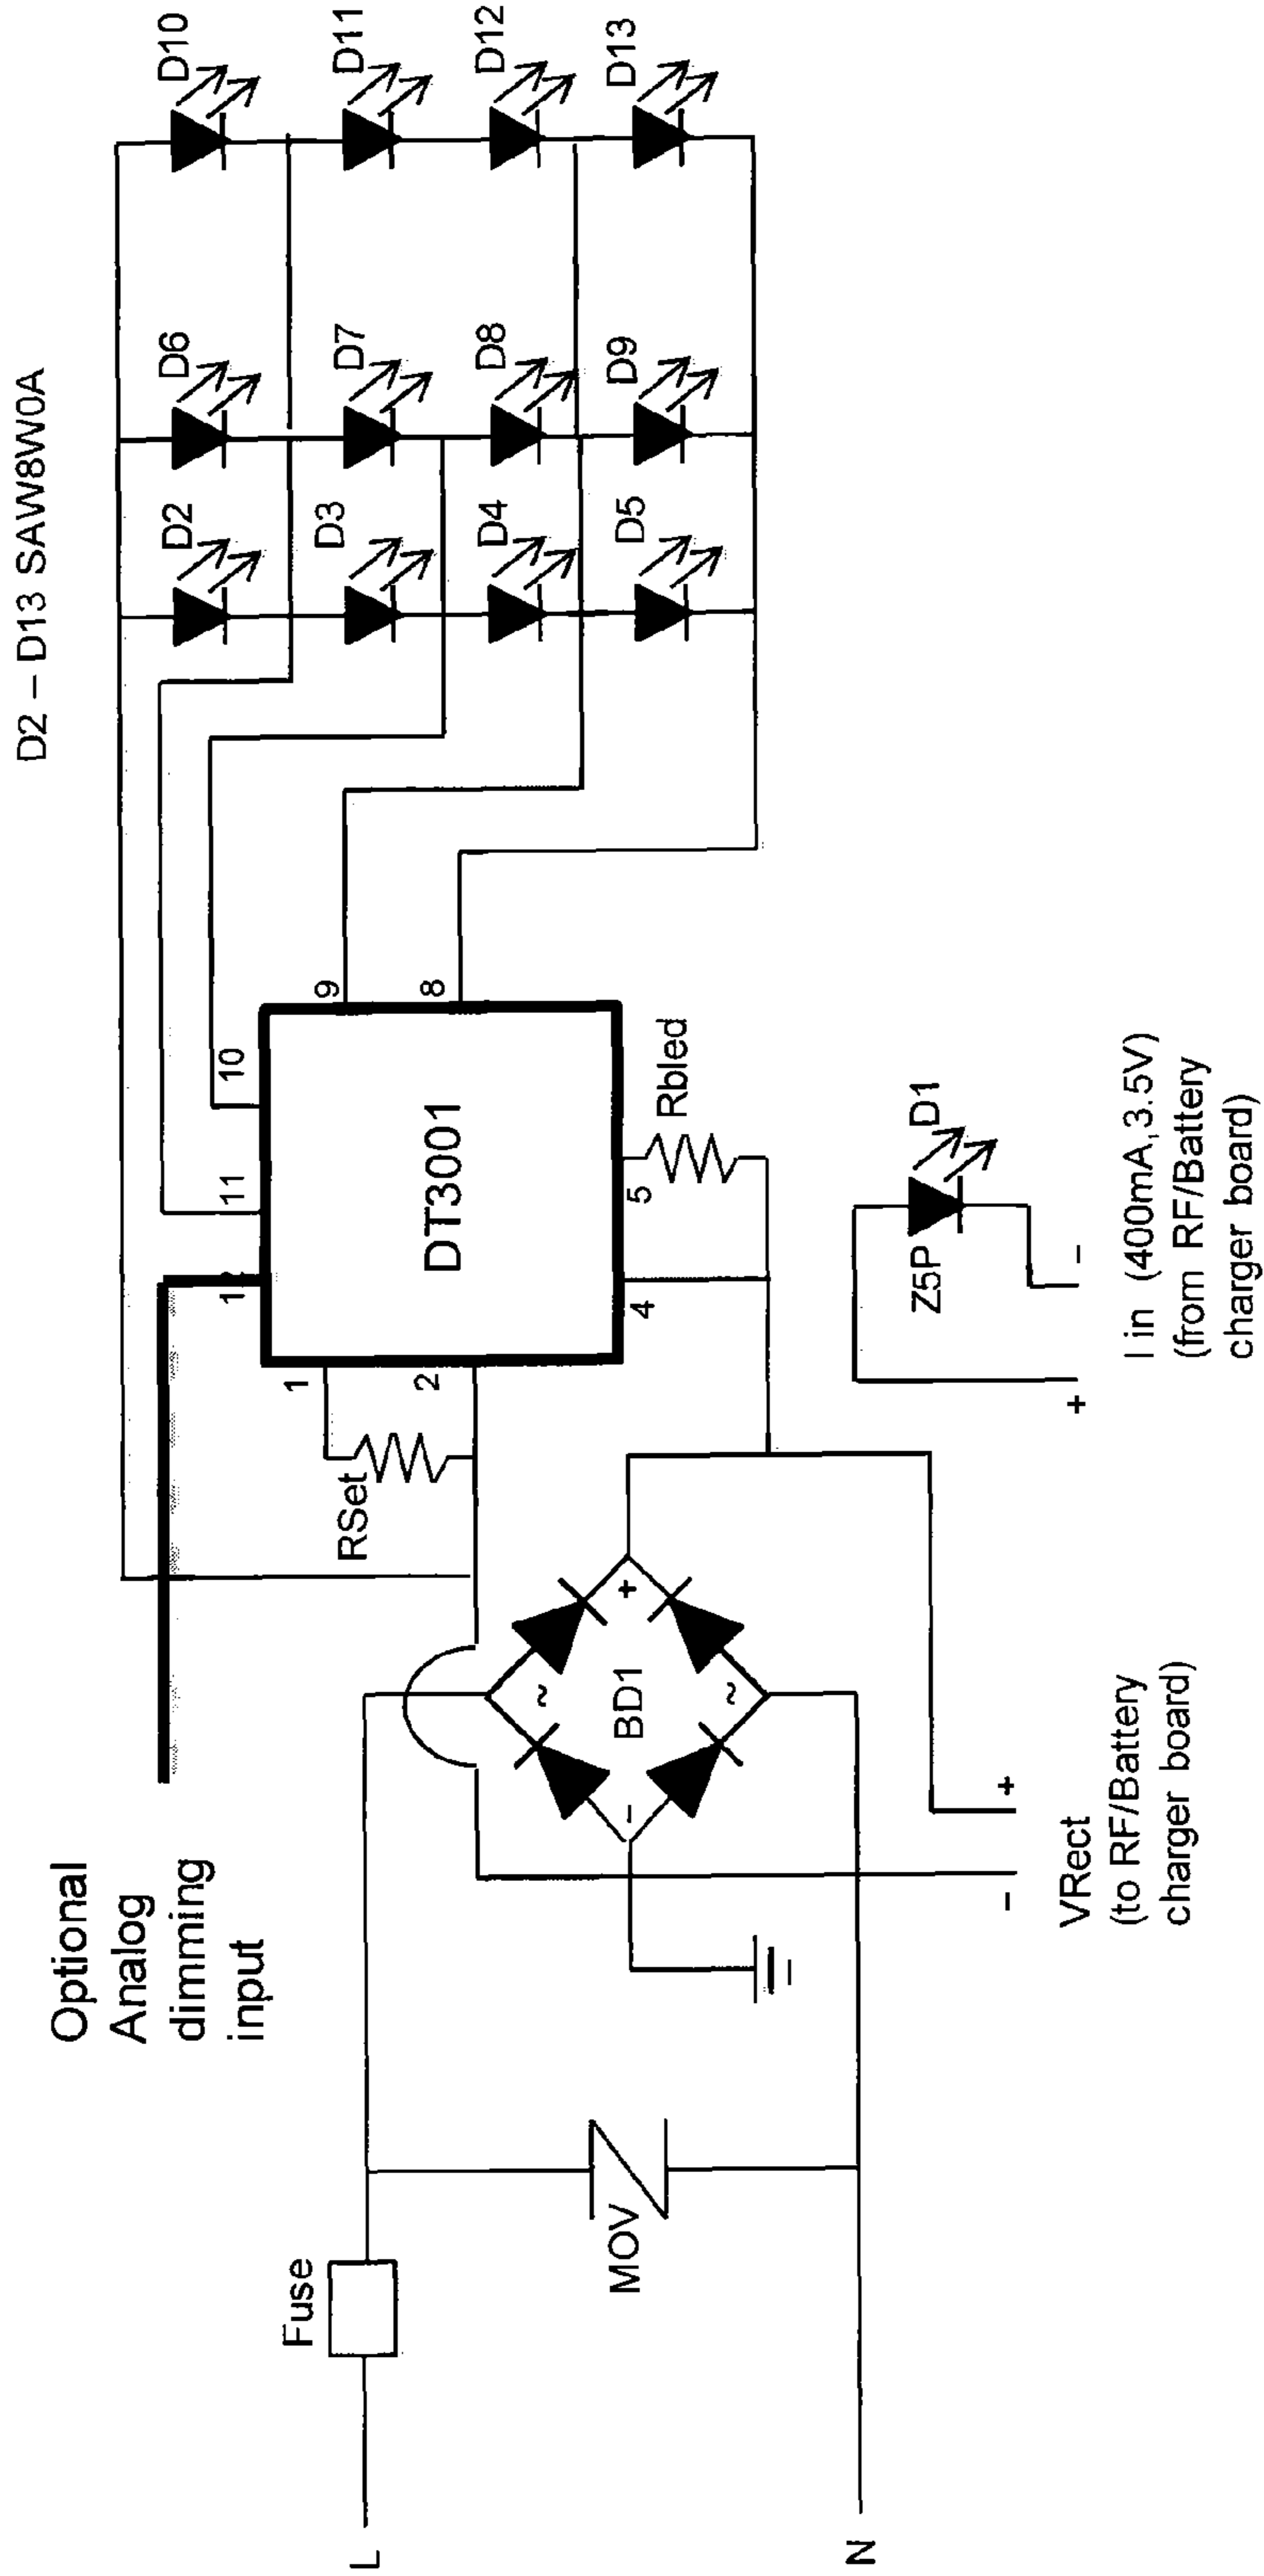 D2 – D13 SAW8W0A
D10
D11
D12
D13
D6
D7
D8
D9
D2
D3
D4
D5
Optional
Analog
dimming
input
11
10
9
8
DT3001
1
2
4
5
RSet
Rbled
Fuse
MOV
L
N
~
~
+
–
BD1
VRect
(to RF/Battery
charger board)
–
+
Z5P
D1
+
–
I in (400mA,3.5V)
(from RF/Battery
charger board)